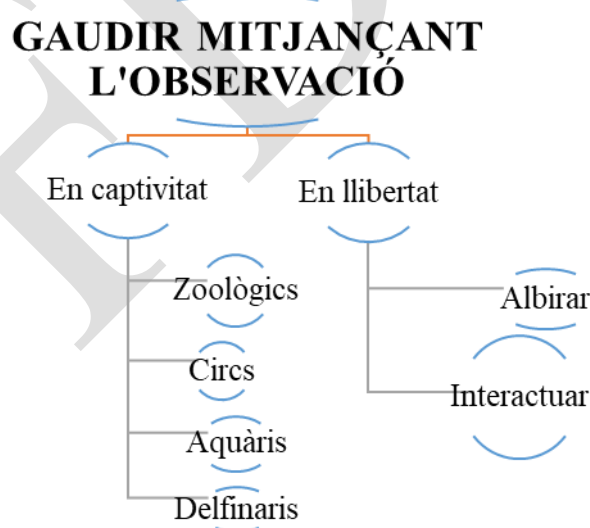 GAUDIR MITJANÇANT
L'OBSERVACIÓ
En captivitat
En llibertat
Zoològics
Circs
Aquàris
Delfinaris
Albirar
Interactuar